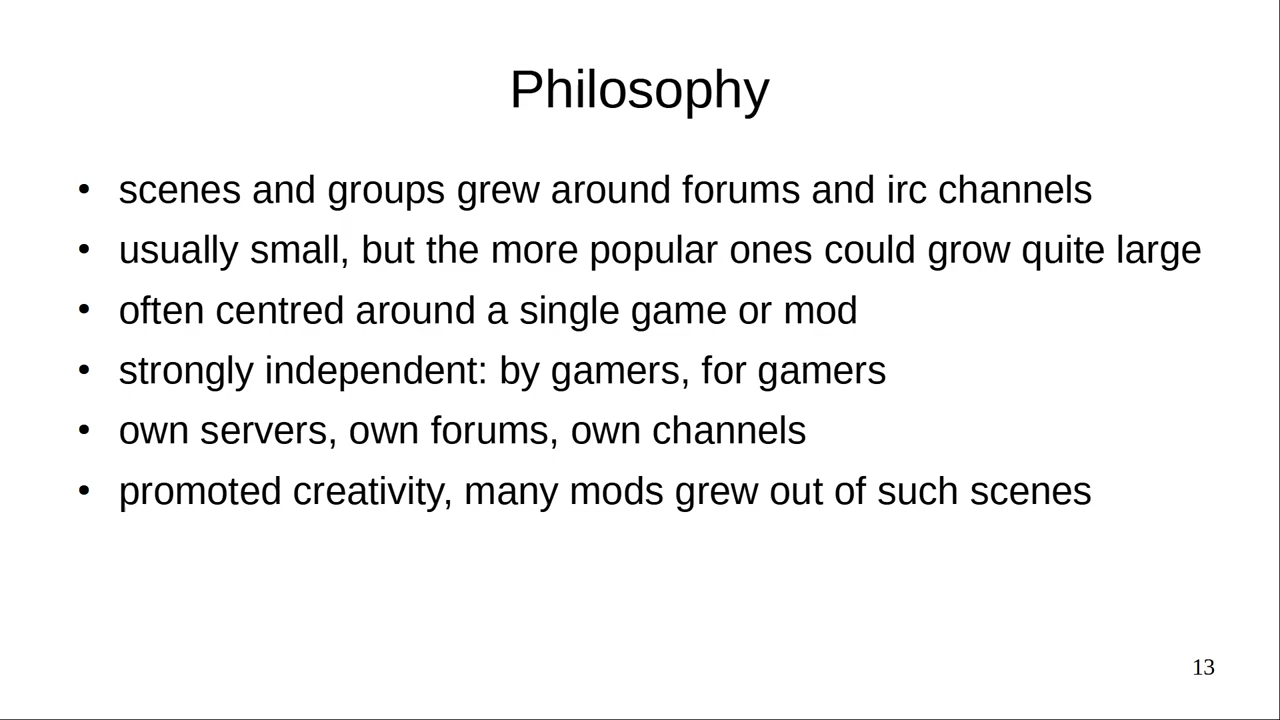 Philosophy
• scenes and groups grew around forums and irc channels
• usually small, but the more popular ones could grow quite large
• often centred around a single game or mod
• strongly independent: by gamers, for gamers
• own servers, own forums, own channels
• promoted creativity, many mods grew out of such scenes
13